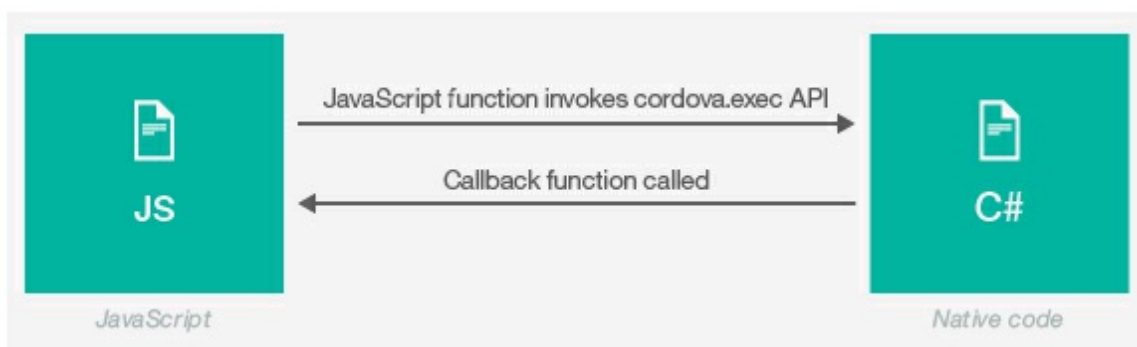 JavaScript function invokes cordova.exec API
Callback function called
JS
C#
JavaScript
Native code